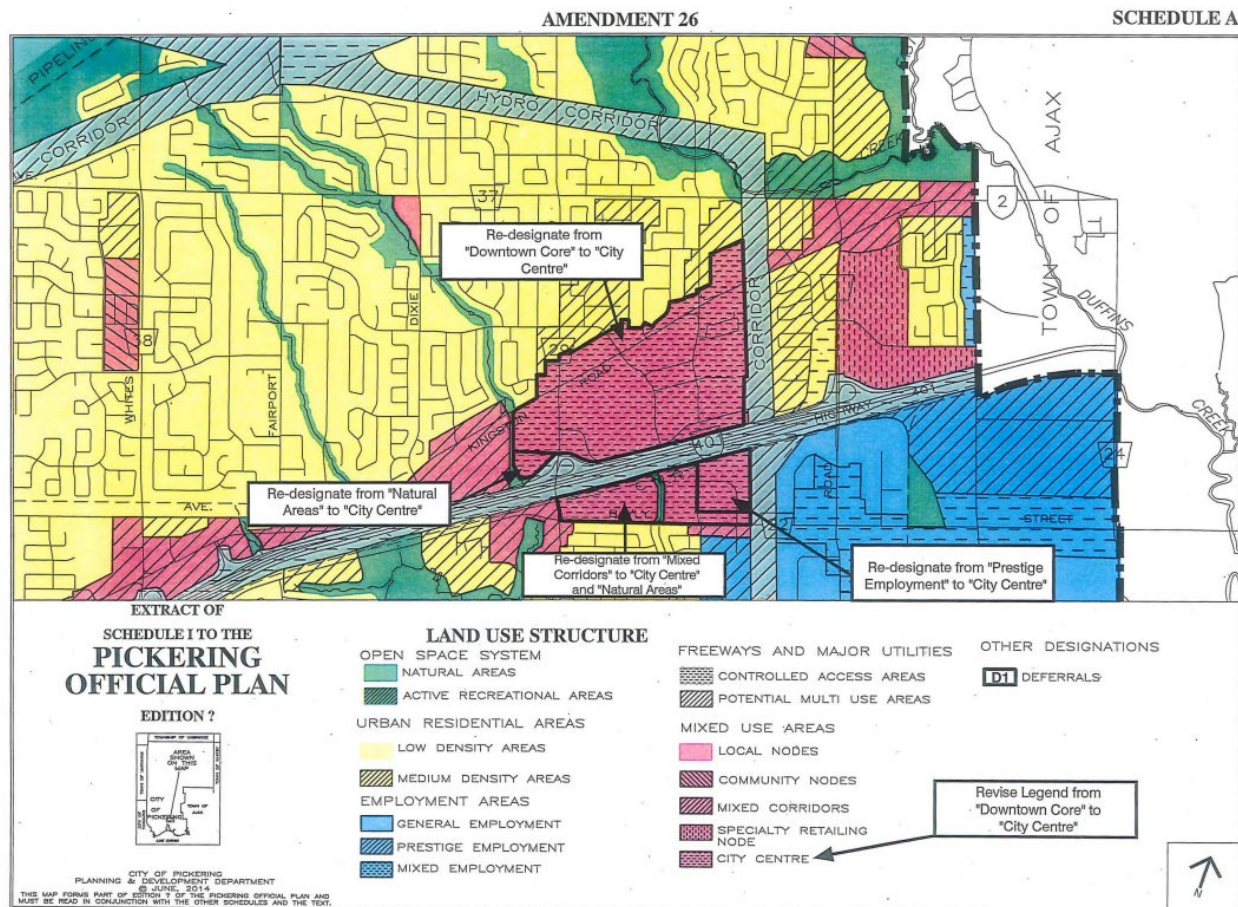 AMENDMENT 26
SCHEDULE A
PIPELINE
CORRIDOR
HYDRO CORRIDOR
CREEK
TOWN OF AJAX
AVE.
37
2
Re-designate from
"Downtown Core" to "City
Centre"
DIXIE
CORRIDOR
DUFFINS
CREEK
38
WHITES
FAIRPORT
ROAD
KINGSTON
HIGHWAY 401
401
24
Re-designate from "Natural
Areas" to "City Centre"
AVE.
BAYLY
ROAD
STREET
22
Re-designate from "Mixed
Corridors" to "City Centre"
and "Natural Areas"
Re-designate from "Prestige
Employment" to "City Centre"
EXTRACT OF
SCHEDULE I TO THE
PICKERING
OFFICIAL PLAN
EDITION ?
AREA
SHOWN
ON THIS
MAP
CITY
OF
PICKERING
TOWN OF
AJAX
CITY OF PICKERING
PLANNING & DEVELOPMENT DEPARTMENT
© JUNE, 2014
THIS MAP FORMS PART OF EDITION ? OF THE PICKERING OFFICIAL PLAN AND
MUST BE READ IN CONJUNCTION WITH THE OTHER SCHEDULES AND THE TEXT.
LAND USE STRUCTURE
OPEN SPACE SYSTEM
NATURAL AREAS
ACTIVE RECREATIONAL AREAS
URBAN RESIDENTIAL AREAS
LOW DENSITY AREAS
MEDIUM DENSITY AREAS
EMPLOYMENT AREAS
GENERAL EMPLOYMENT
PRESTIGE EMPLOYMENT
MIXED EMPLOYMENT
FREEWAYS AND MAJOR UTILITIES
CONTROLLED ACCESS AREAS
POTENTIAL MULTI USE AREAS
MIXED USE AREAS
LOCAL NODES
COMMUNITY NODES
MIXED CORRIDORS
SPECIALTY RETAILING
NODE
CITY CENTRE
OTHER DESIGNATIONS
D1 DEFERRALS
Revise Legend from
"Downtown Core" to
"City Centre"
N